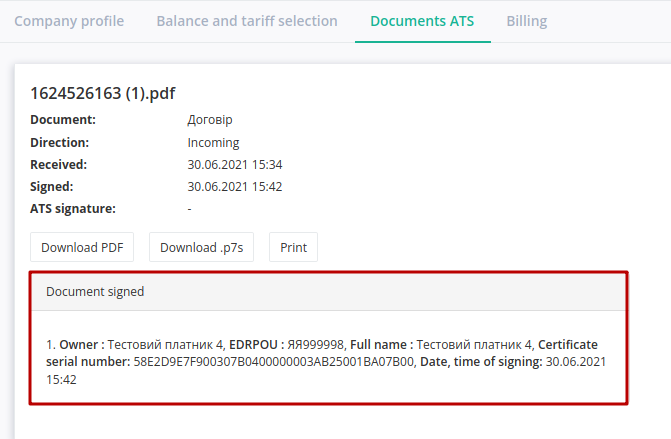 Company profile Balance and tariff selection Documents ATS Billing
1624526163 (1).pdf
Document: Договір
Direction: Incoming
Received: 30.06.2021 15:34
Signed: 30.06.2021 15:42
ATS signature: -
Download PDF Download .p7s Print
Document signed
1. Owner : Тестовий платник 4, EDRPOU : ЯЯ999998, Full name : Тестовий платник 4, Certificate
serial number: 58E2D9E7F900307B0400000003AB25001BA07B00, Date, time of signing: 30.06.2021
15:42